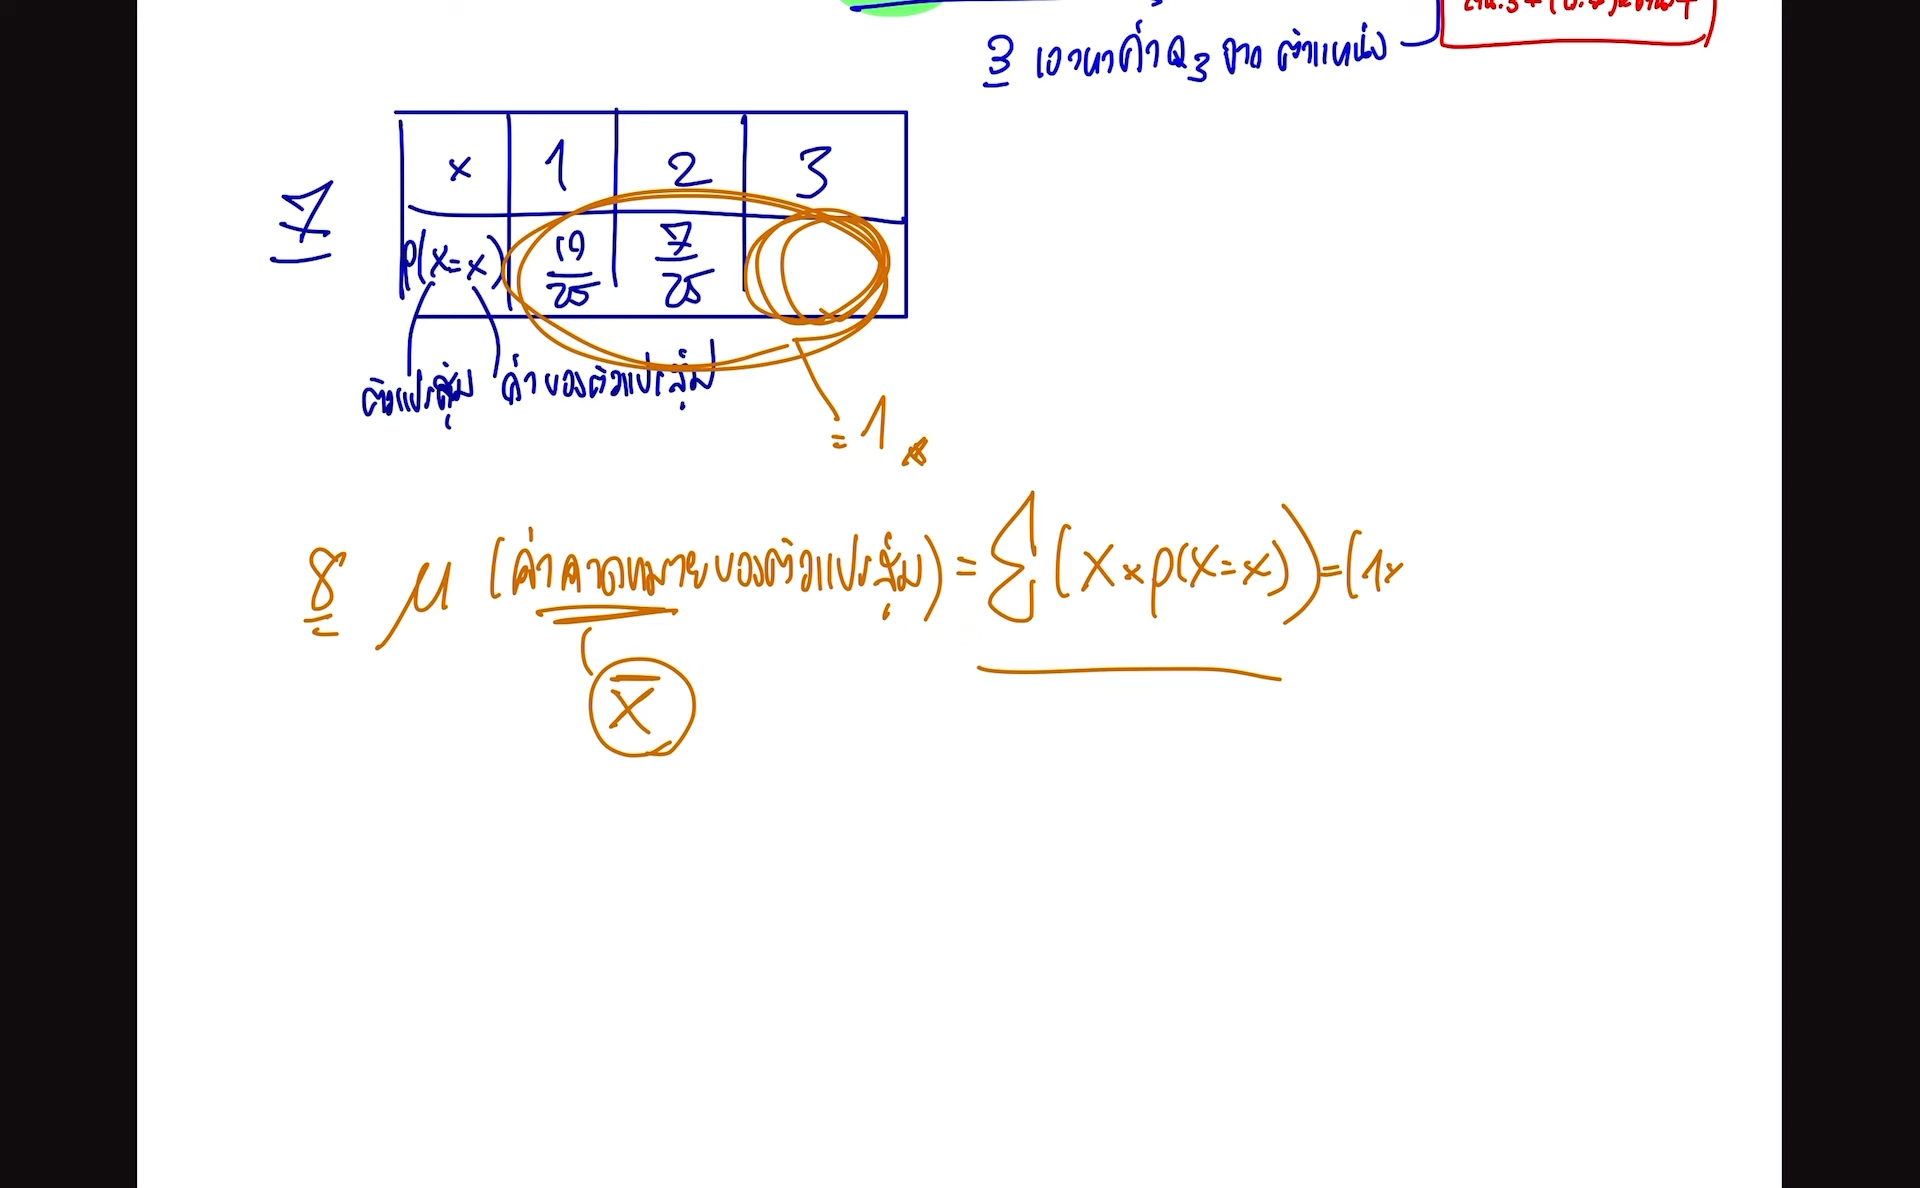 3 เอาหาค่า Q3 จาก ตำแหน่ง
7
x 1 2 3
P(X=x) 10/25 7/25
ตัวแปรสุ่ม ค่าของตัวแปรสุ่ม
= 1
8 μ (ค่าคาดหมายของตัวแปรสุ่ม) = Σ(X×P(X=x)) = (1×
x̄